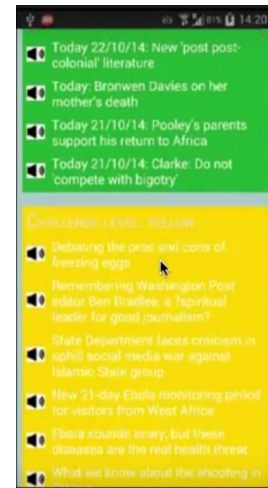 81% 14:20
Today 22/10/14: New 'post post-
colonial' literature
Today: Bronwen Davies on her
mother's death
Today 21/10/14: Pooley's parents
support his return to Africa
Today 21/10/14: Clarke: Do not
'compete with bigotry'
CHALLENGE LEVEL: YELLOW
Debating the pros and cons of
freezing eggs
Remembering Washington Post
editor Ben Bradlee, a ?spiritual
leader for good journalism?
State Department faces criticism in
uphill social media war against
Islamic State group
New 21-day Ebola monitoring period
for visitors from West Africa
Ebola sounds scary, but these
diseases are the real health threat
What we know about the shooting in